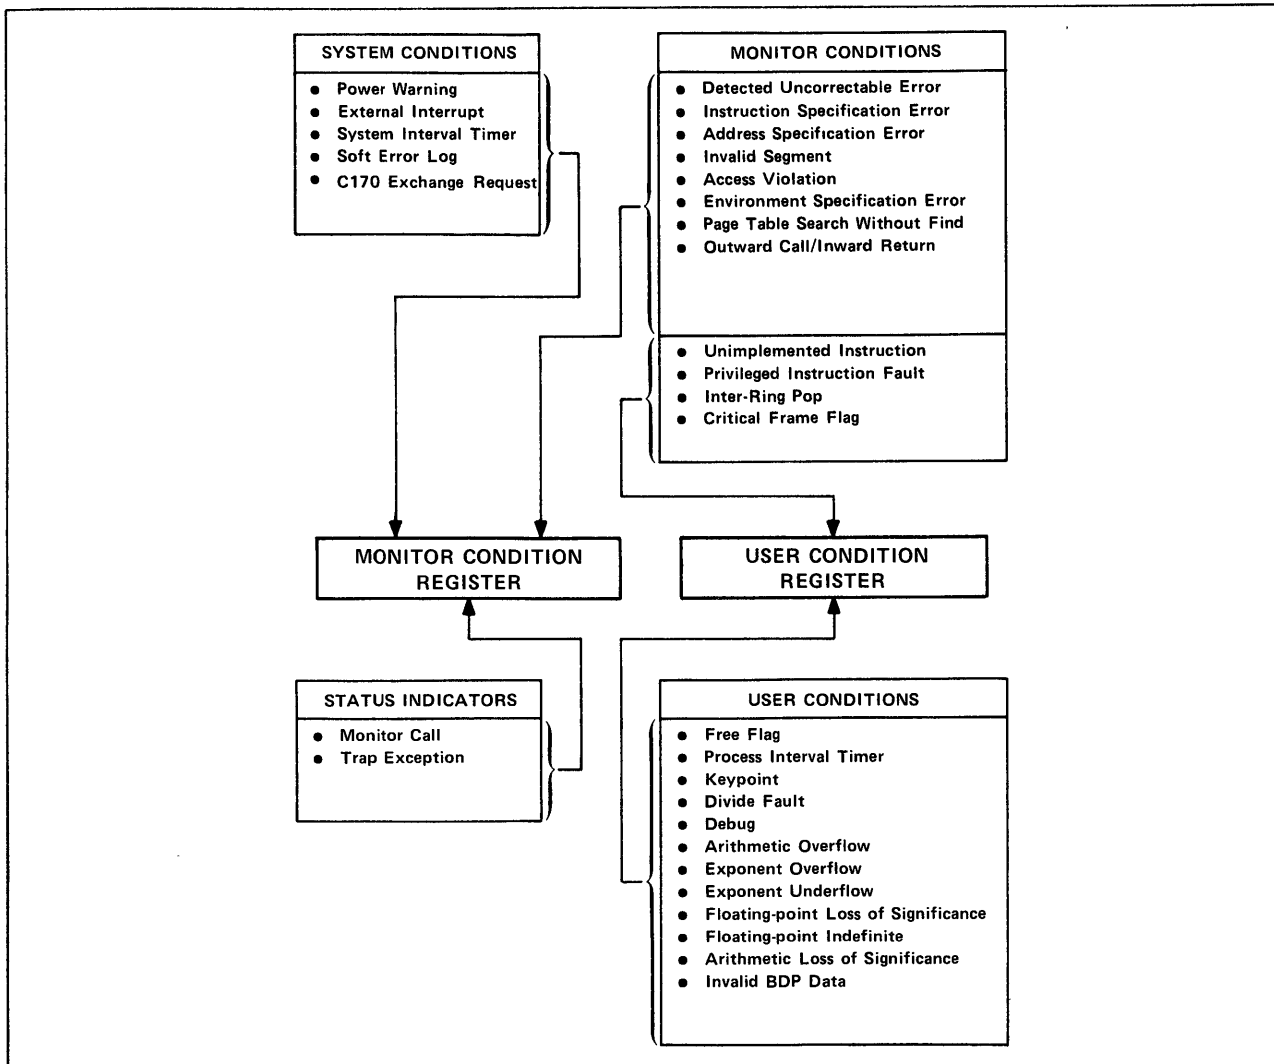 SYSTEM CONDITIONS
• Power Warning
• External Interrupt
• System Interval Timer
• Soft Error Log
• C170 Exchange Request
MONITOR CONDITIONS
• Detected Uncorrectable Error
• Instruction Specification Error
• Address Specification Error
• Invalid Segment
• Access Violation
• Environment Specification Error
• Page Table Search Without Find
• Outward Call/Inward Return
• Unimplemented Instruction
• Privileged Instruction Fault
• Inter-Ring Pop
• Critical Frame Flag
MONITOR CONDITION
REGISTER
USER CONDITION
REGISTER
STATUS INDICATORS
• Monitor Call
• Trap Exception
USER CONDITIONS
• Free Flag
• Process Interval Timer
• Keypoint
• Divide Fault
• Debug
• Arithmetic Overflow
• Exponent Overflow
• Exponent Underflow
• Floating-point Loss of Significance
• Floating-point Indefinite
• Arithmetic Loss of Significance
• Invalid BDP Data